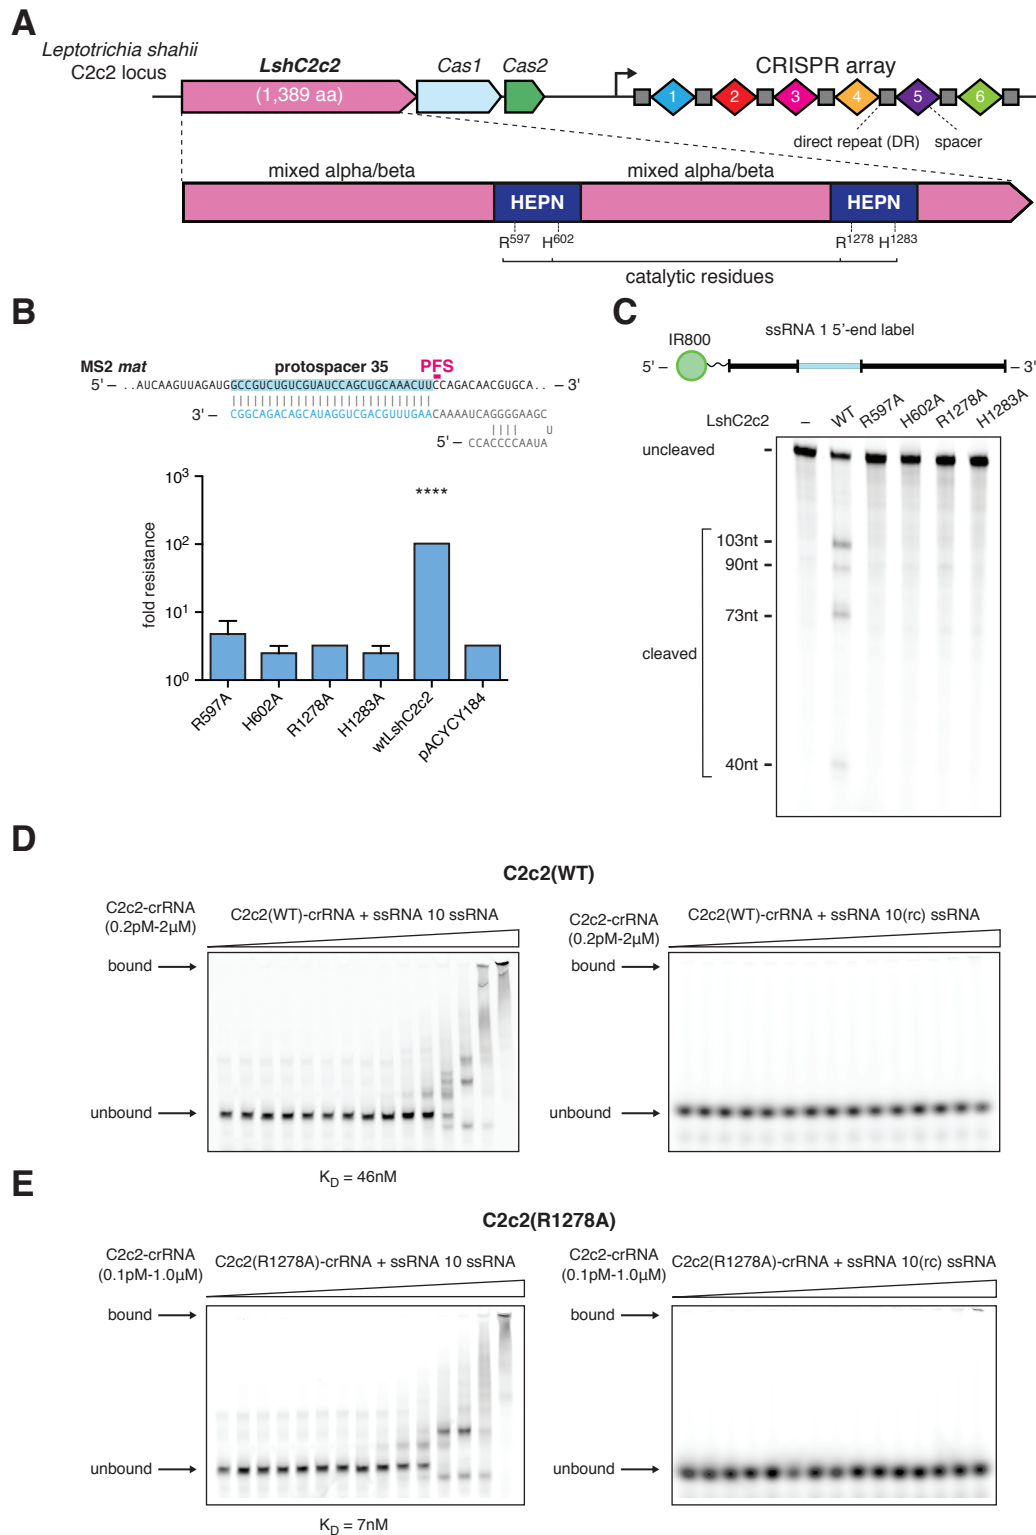 A
Leptotrichia shahii
C2c2 locus
LshC2c2
(1,389 aa)
Cas1
Cas2
CRISPR array
1
2
3
4
5
6
direct repeat (DR)
spacer
mixed alpha/beta
mixed alpha/beta
HEPN
HEPN
R597
H602
R1278
H1283
catalytic residues
B
MS2 mat
protospacer 35
PFS
5' – ..AUCAAGUUAGAUGGCCGUCUGUCGUAUCCAGCUGCAAACUUCCAGACAACGUGCA.. – 3'
3' – CGGCAGACAGCAUAGGUCGACGUUUGAACAAAAUCAGGGGAAGC
U
5' – CCACCCCAAUA
fold resistance
10³
10²
10¹
10⁰
****
R597A
H602A
R1278A
H1283A
wtLshC2c2
pACYCY184
C
ssRNA 1 5'-end label
IR800
5' –
– 3'
LshC2c2
–
WT
R597A
H602A
R1278A
H1283A
uncleaved
103nt
90nt
73nt
cleaved
40nt
D
C2c2(WT)
C2c2-crRNA
(0.2pM-2µM)
C2c2(WT)-crRNA + ssRNA 10 ssRNA
bound
unbound
KD = 46nM
C2c2-crRNA
(0.2pM-2µM)
C2c2(WT)-crRNA + ssRNA 10(rc) ssRNA
bound
unbound
E
C2c2(R1278A)
C2c2-crRNA
(0.1pM-1.0µM)
C2c2(R1278A)-crRNA + ssRNA 10 ssRNA
bound
unbound
KD = 7nM
C2c2-crRNA
(0.1pM-1.0µM)
C2c2(R1278A)-crRNA + ssRNA 10(rc) ssRNA
bound
unbound